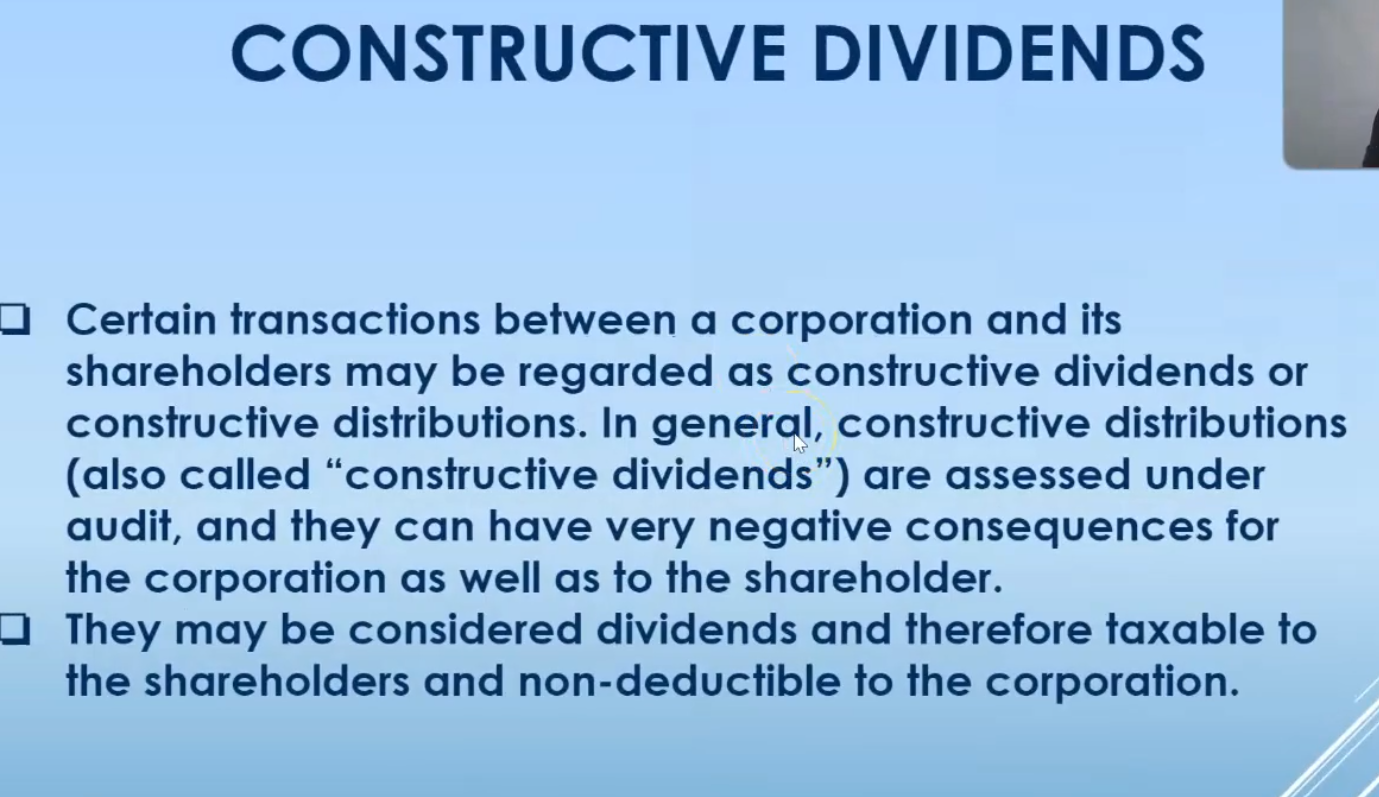 CONSTRUCTIVE DIVIDENDS
Certain transactions between a corporation and its
shareholders may be regarded as constructive dividends or
constructive distributions. In general, constructive distributions
(also called “constructive dividends”) are assessed under
audit, and they can have very negative consequences for
the corporation as well as to the shareholder.
They may be considered dividends and therefore taxable to
the shareholders and non-deductible to the corporation.